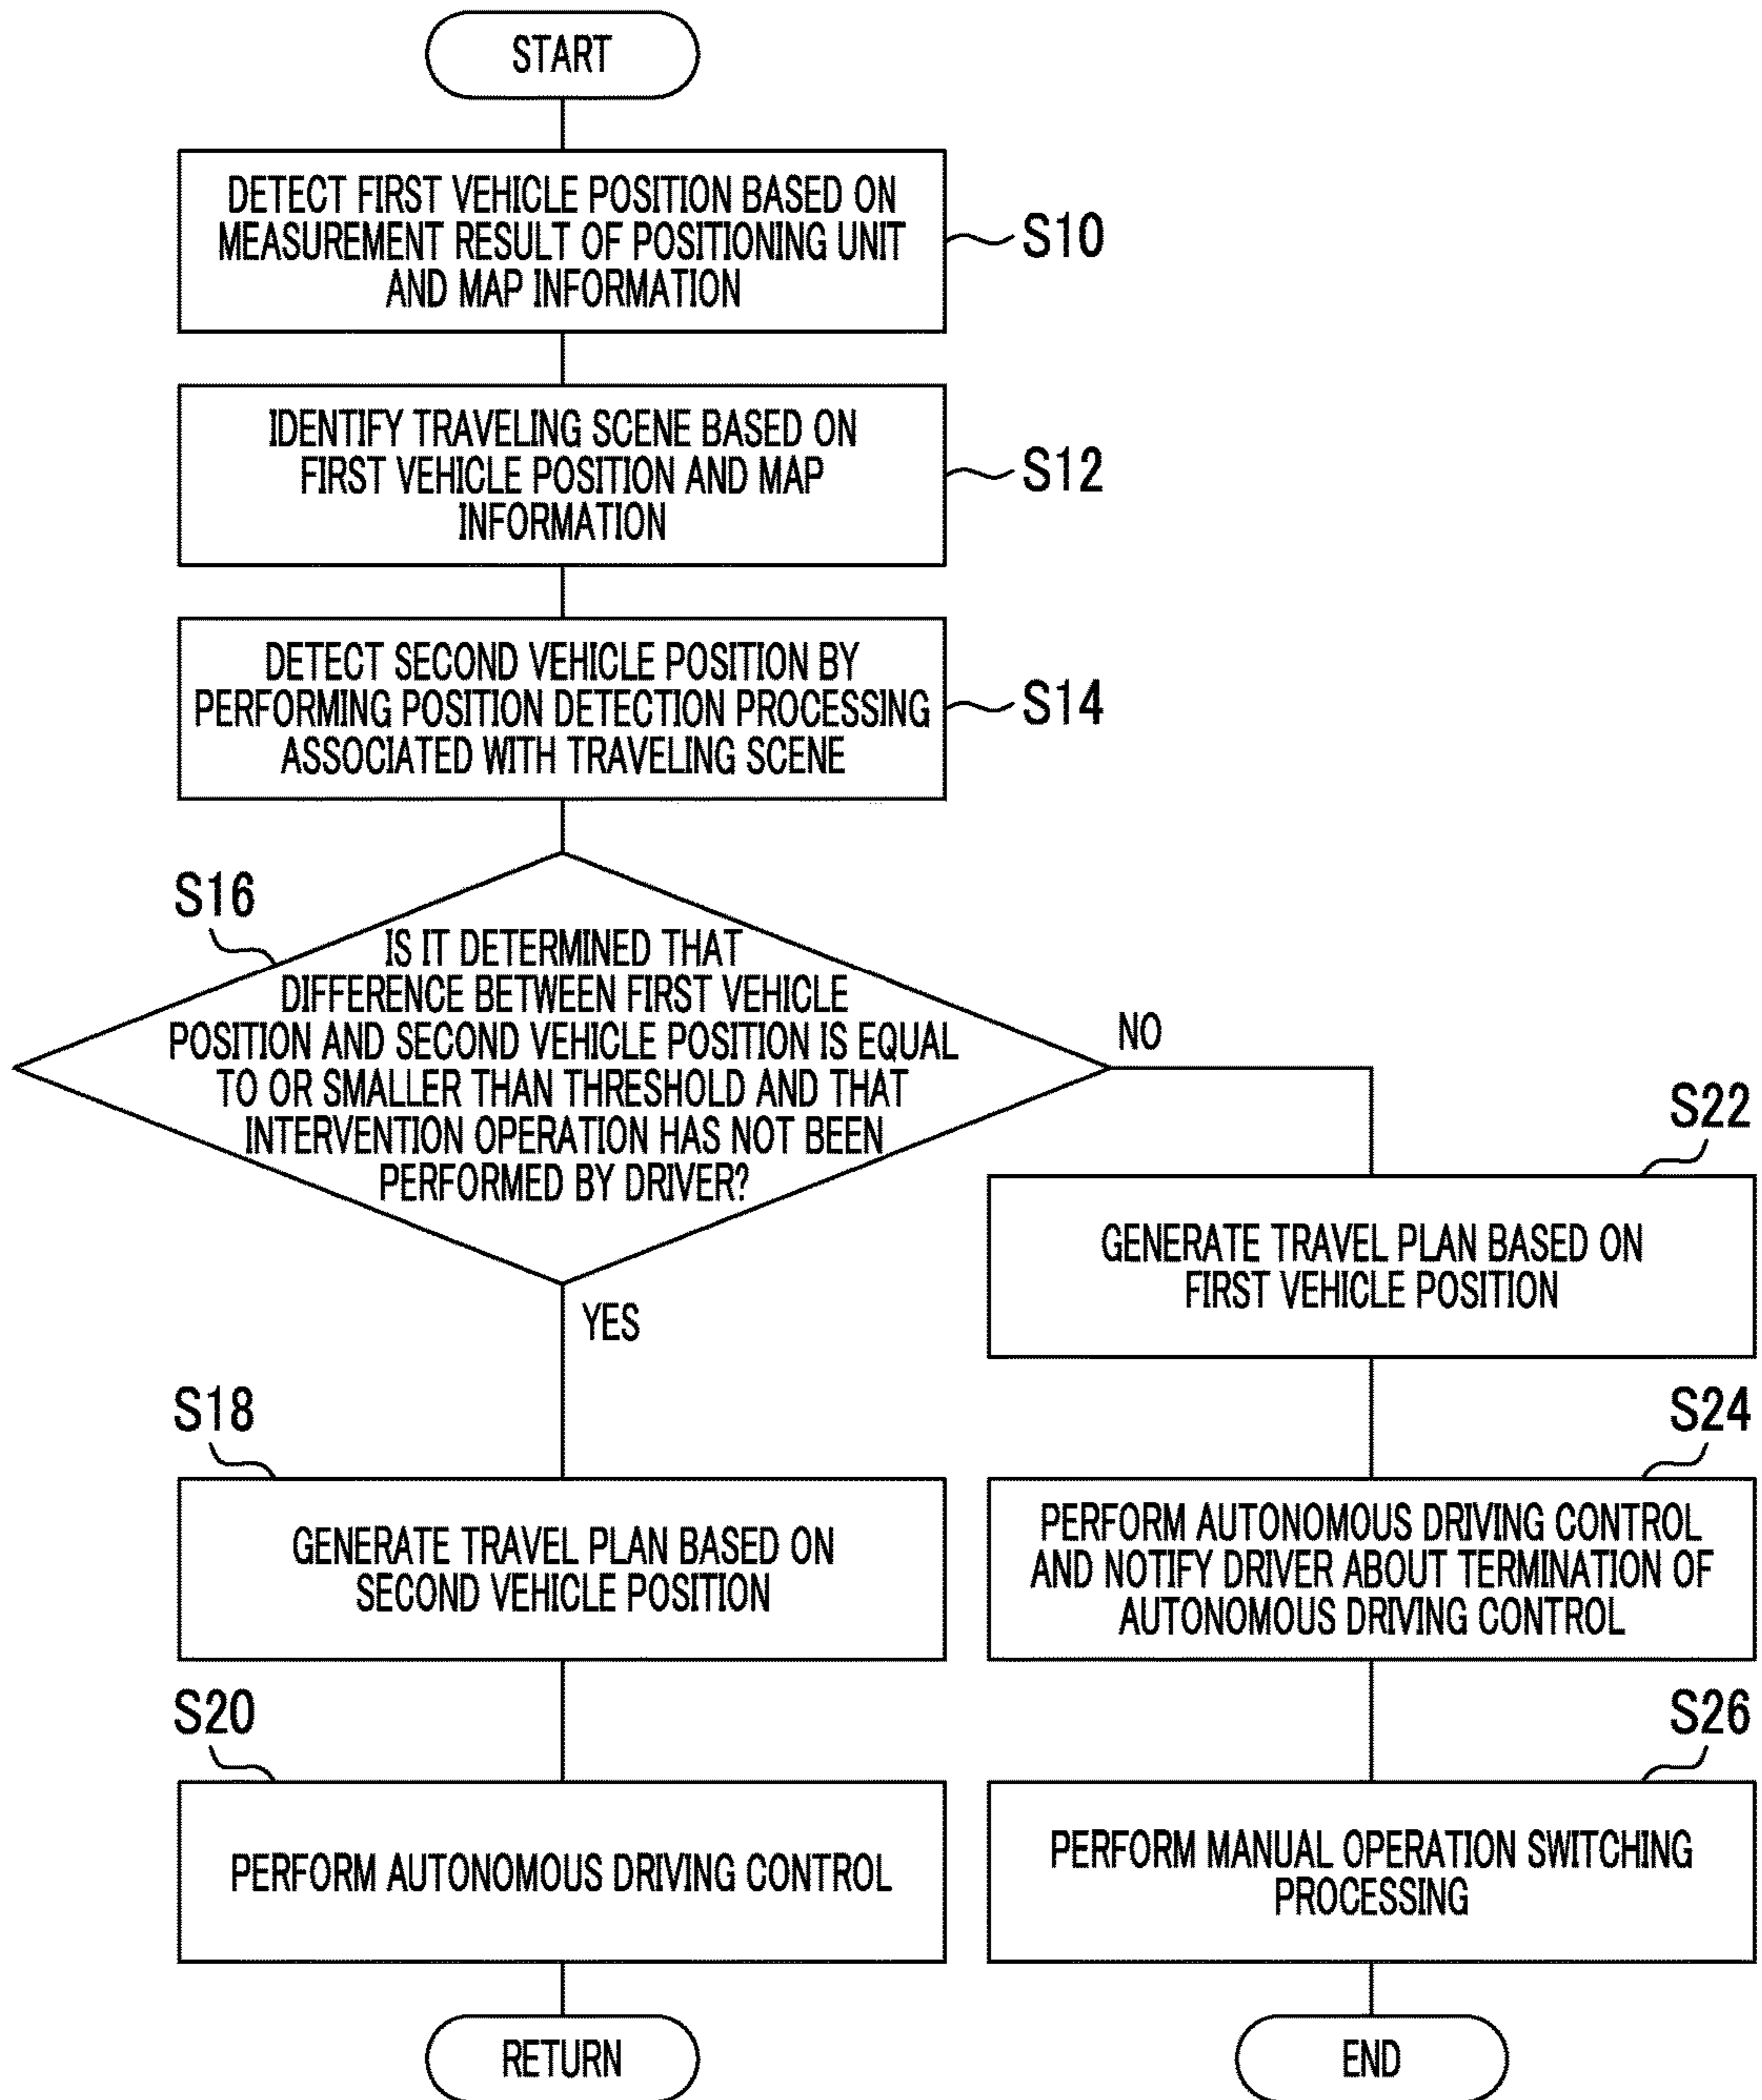 START
DETECT FIRST VEHICLE POSITION BASED ON
MEASUREMENT RESULT OF POSITIONING UNIT
AND MAP INFORMATION
S10
IDENTIFY TRAVELING SCENE BASED ON
FIRST VEHICLE POSITION AND MAP
INFORMATION
S12
DETECT SECOND VEHICLE POSITION BY
PERFORMING POSITION DETECTION PROCESSING
ASSOCIATED WITH TRAVELING SCENE
S14
S16
IS IT DETERMINED THAT
DIFFERENCE BETWEEN FIRST VEHICLE
POSITION AND SECOND VEHICLE POSITION IS EQUAL
TO OR SMALLER THAN THRESHOLD AND THAT
INTERVENTION OPERATION HAS NOT BEEN
PERFORMED BY DRIVER?
NO
YES
S18
GENERATE TRAVEL PLAN BASED ON
SECOND VEHICLE POSITION
S20
PERFORM AUTONOMOUS DRIVING CONTROL
RETURN
S22
GENERATE TRAVEL PLAN BASED ON
FIRST VEHICLE POSITION
S24
PERFORM AUTONOMOUS DRIVING CONTROL
AND NOTIFY DRIVER ABOUT TERMINATION OF
AUTONOMOUS DRIVING CONTROL
S26
PERFORM MANUAL OPERATION SWITCHING
PROCESSING
END